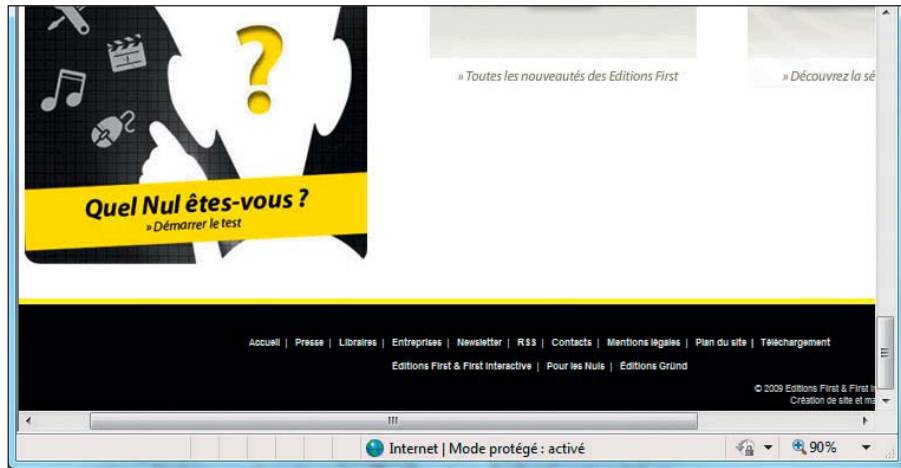 » Toutes les nouveautés des Editions First
» Découvrez la sé
Quel Nul êtes-vous ?
» Démarrer le test
Accueil | Presse | Libraires | Entreprises | Newsletter | RSS | Contacts | Mentions légales | Plan du site | Téléchargement
Éditions First & First Interactive | Pour les Nuls | Éditions Gründ
© 2009 Editions First & First In
Création de site et ma
Internet | Mode protégé : activé
90%